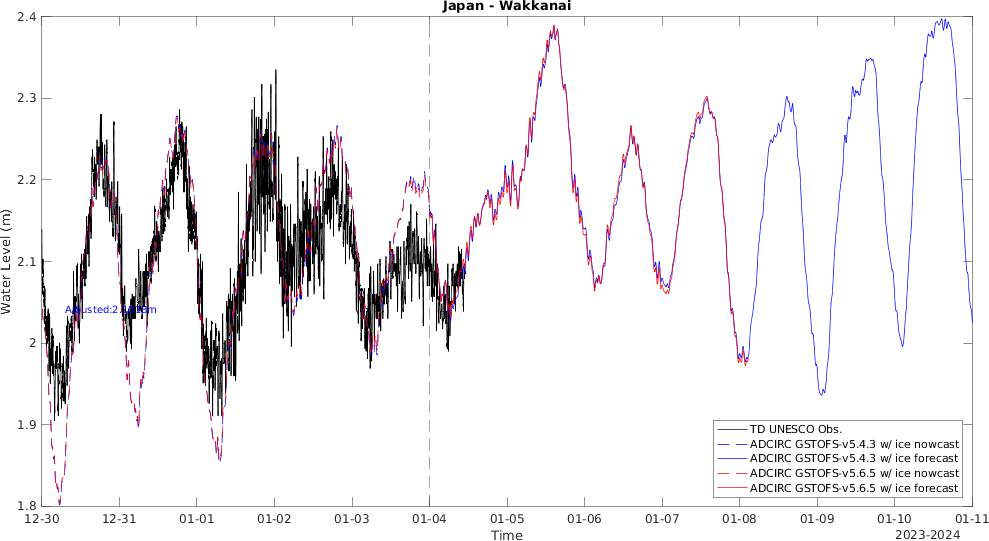 Japan - Wakkanai
2.4
2.3
2.2
2.1
2
1.9
1.8
Water Level (m)
TD UNESCO Obs.
ADCIRC GSTOFS-v5.4.3 w/ ice nowcast
ADCIRC GSTOFS-v5.4.3 w/ ice forecast
ADCIRC GSTOFS-v5.6.5 w/ ice nowcast
ADCIRC GSTOFS-v5.6.5 w/ ice forecast
12-30 12-31 01-01 01-02 01-03 01-04 01-05 01-06 01-07 01-08 01-09 01-10 01-11
Time
2023-2024